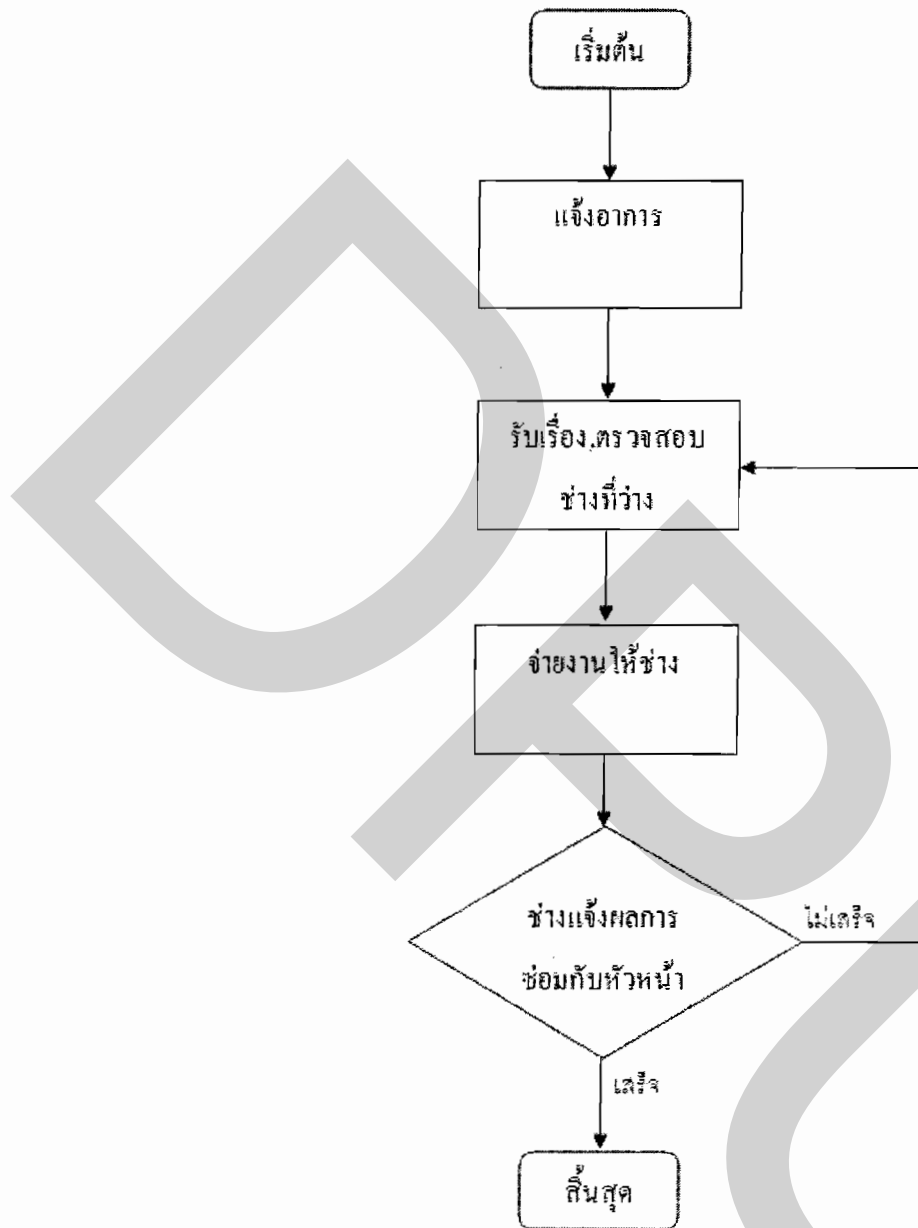 เริ่มต้น
แจ้งอาการ
รับเรื่อง,ตรวจสอบ
ช่างที่ว่าง
จ่ายงานให้ช่าง
ช่างแจ้งผลการ
ซ่อมกับหัวหน้า
ไม่เสร็จ
เสร็จ
สิ้นสุด